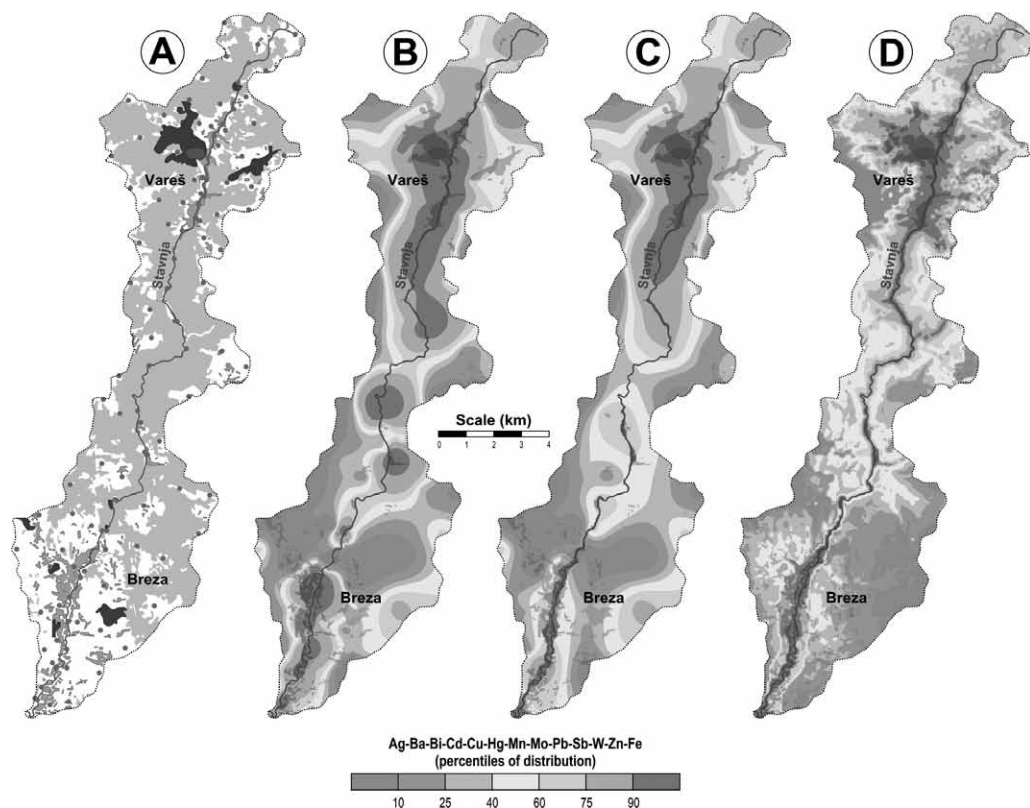 A
B
C
D
Vareš
Vareš
Vareš
Vareš
Stavnja
Stavnja
Stavnja
Stavnja
Scale (km)
0 1 2 3 4
Breza
Breza
Breza
Breza
Ag-Ba-Bi-Cd-Cu-Hg-Mn-Mo-Pb-Sb-W-Zn-Fe
(percentiles of distribution)
10 25 40 60 75 90